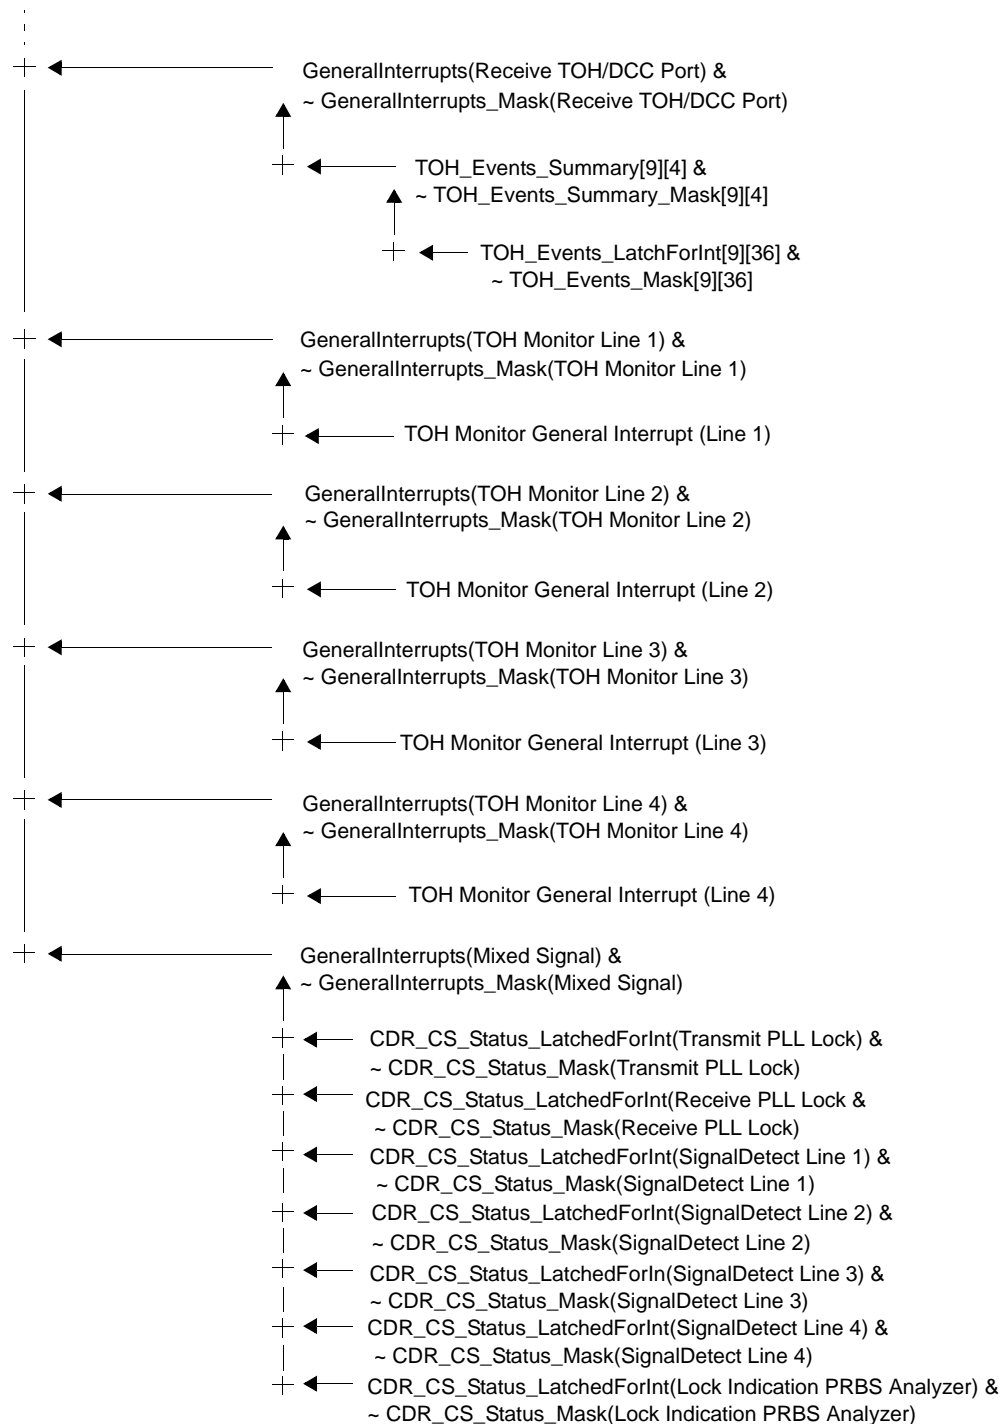 GeneralInterrupts(Receive TOH/DCC Port) &
~ GeneralInterrupts_Mask(Receive TOH/DCC Port)
TOH_Events_Summary[9][4] &
~ TOH_Events_Summary_Mask[9][4]
TOH_Events_LatchForInt[9][36] &
~ TOH_Events_Mask[9][36]
GeneralInterrupts(TOH Monitor Line 1) &
~ GeneralInterrupts_Mask(TOH Monitor Line 1)
TOH Monitor General Interrupt (Line 1)
GeneralInterrupts(TOH Monitor Line 2) &
~ GeneralInterrupts_Mask(TOH Monitor Line 2)
TOH Monitor General Interrupt (Line 2)
GeneralInterrupts(TOH Monitor Line 3) &
~ GeneralInterrupts_Mask(TOH Monitor Line 3)
TOH Monitor General Interrupt (Line 3)
GeneralInterrupts(TOH Monitor Line 4) &
~ GeneralInterrupts_Mask(TOH Monitor Line 4)
TOH Monitor General Interrupt (Line 4)
GeneralInterrupts(Mixed Signal) &
~ GeneralInterrupts_Mask(Mixed Signal)
CDR_CS_Status_LatchedForInt(Transmit PLL Lock) &
~ CDR_CS_Status_Mask(Transmit PLL Lock)
CDR_CS_Status_LatchedForInt(Receive PLL Lock &
~ CDR_CS_Status_Mask(Receive PLL Lock)
CDR_CS_Status_LatchedForInt(SignalDetect Line 1) &
~ CDR_CS_Status_Mask(SignalDetect Line 1)
CDR_CS_Status_LatchedForInt(SignalDetect Line 2) &
~ CDR_CS_Status_Mask(SignalDetect Line 2)
CDR_CS_Status_LatchedForIn(SignalDetect Line 3) &
~ CDR_CS_Status_Mask(SignalDetect Line 3)
CDR_CS_Status_LatchedForInt(SignalDetect Line 4) &
~ CDR_CS_Status_Mask(SignalDetect Line 4)
CDR_CS_Status_LatchedForInt(Lock Indication PRBS Analyzer) &
~ CDR_CS_Status_Mask(Lock Indication PRBS Analyzer)